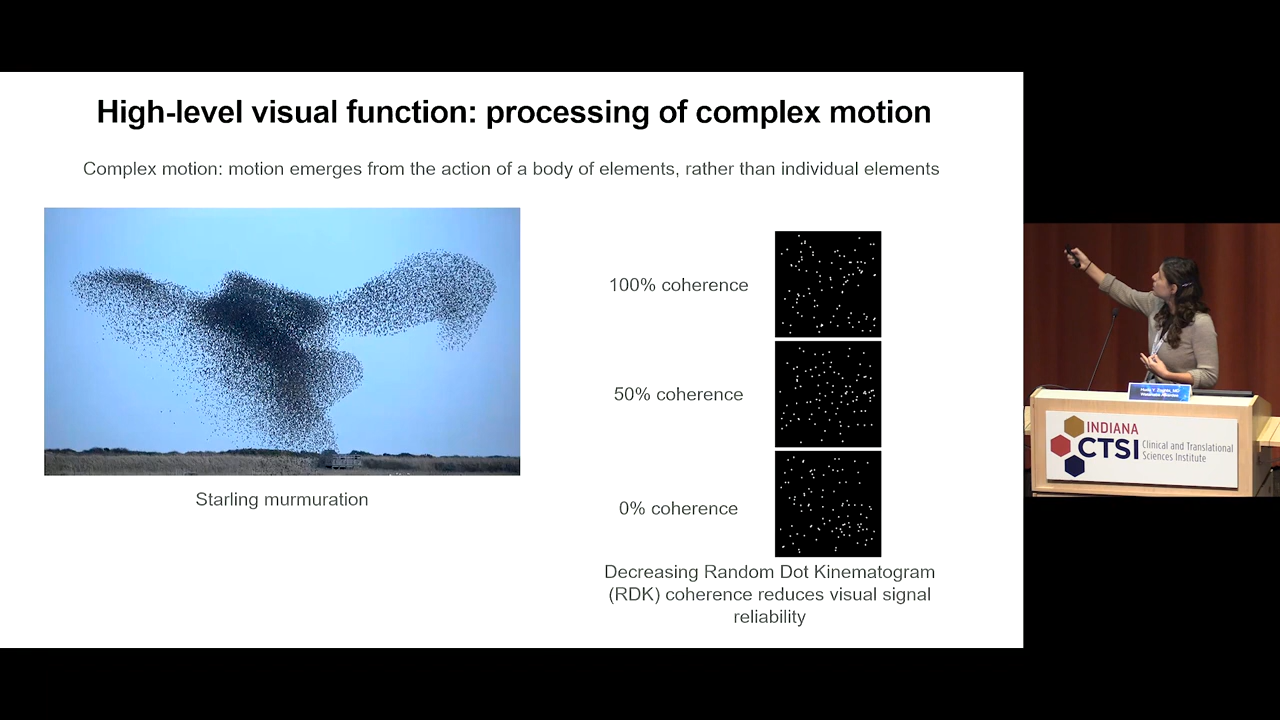 High-level visual function: processing of complex motion
Complex motion: motion emerges from the action of a body of elements, rather than individual elements
100% coherence
50% coherence
0% coherence
Starling murmuration
Decreasing Random Dot Kinematogram
(RDK) coherence reduces visual signal
reliability
INDIANA
CTSI
Clinical and Translational
Sciences Institute